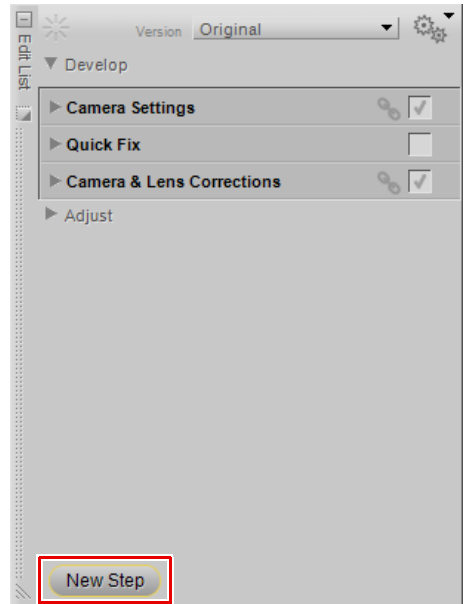 Edit List
Version Original
Develop
Camera Settings
Quick Fix
Camera & Lens Corrections
Adjust
New Step